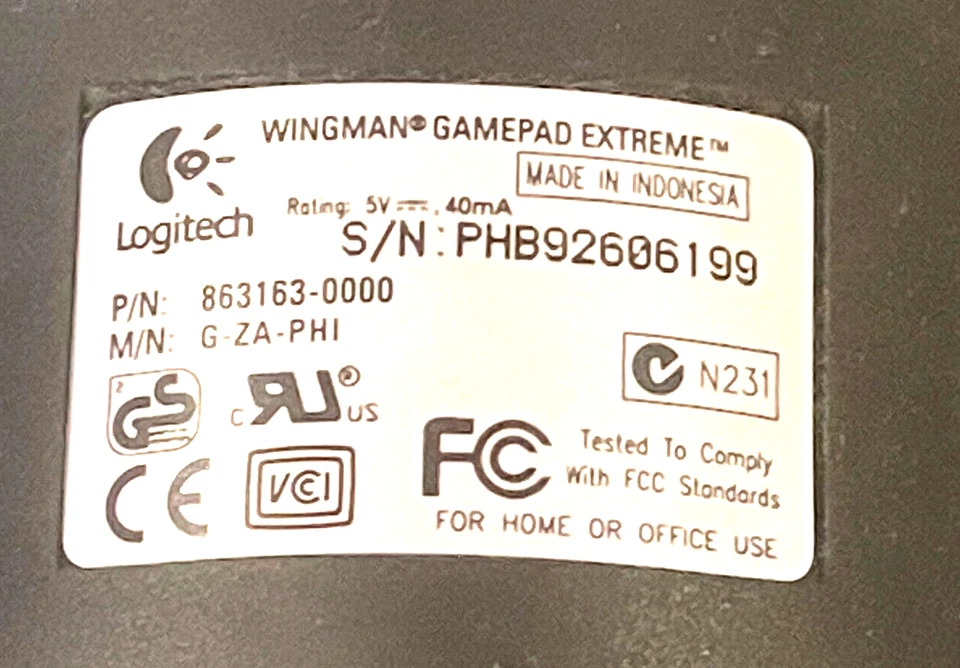 WINGMAN® GAMEPAD EXTREME™
MADE IN INDONESIA
Logitech
Rating: 5V ⎓, 40mA
S/N: PHB92606199
P/N: 863163-0000
M/N: G-ZA-PHI
N231
GS
c RU® US
CE
VCI
FC Tested To Comply
With FCC Standards
FOR HOME OR OFFICE USE